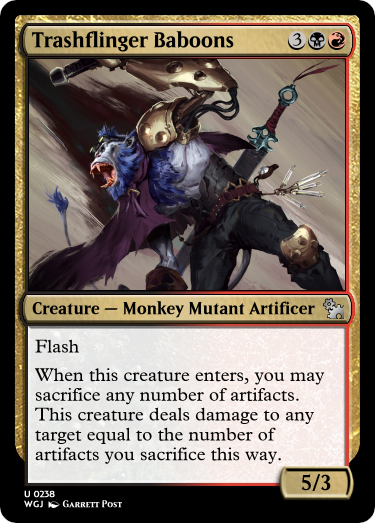 Trashflinger Baboons 3
Creature — Monkey Mutant Artificer
Flash
When this creature enters, you may
sacrifice any number of artifacts.
This creature deals damage to any
target equal to the number of
artifacts you sacrifice this way.
5/3
U 0238
WGJ Garrett Post